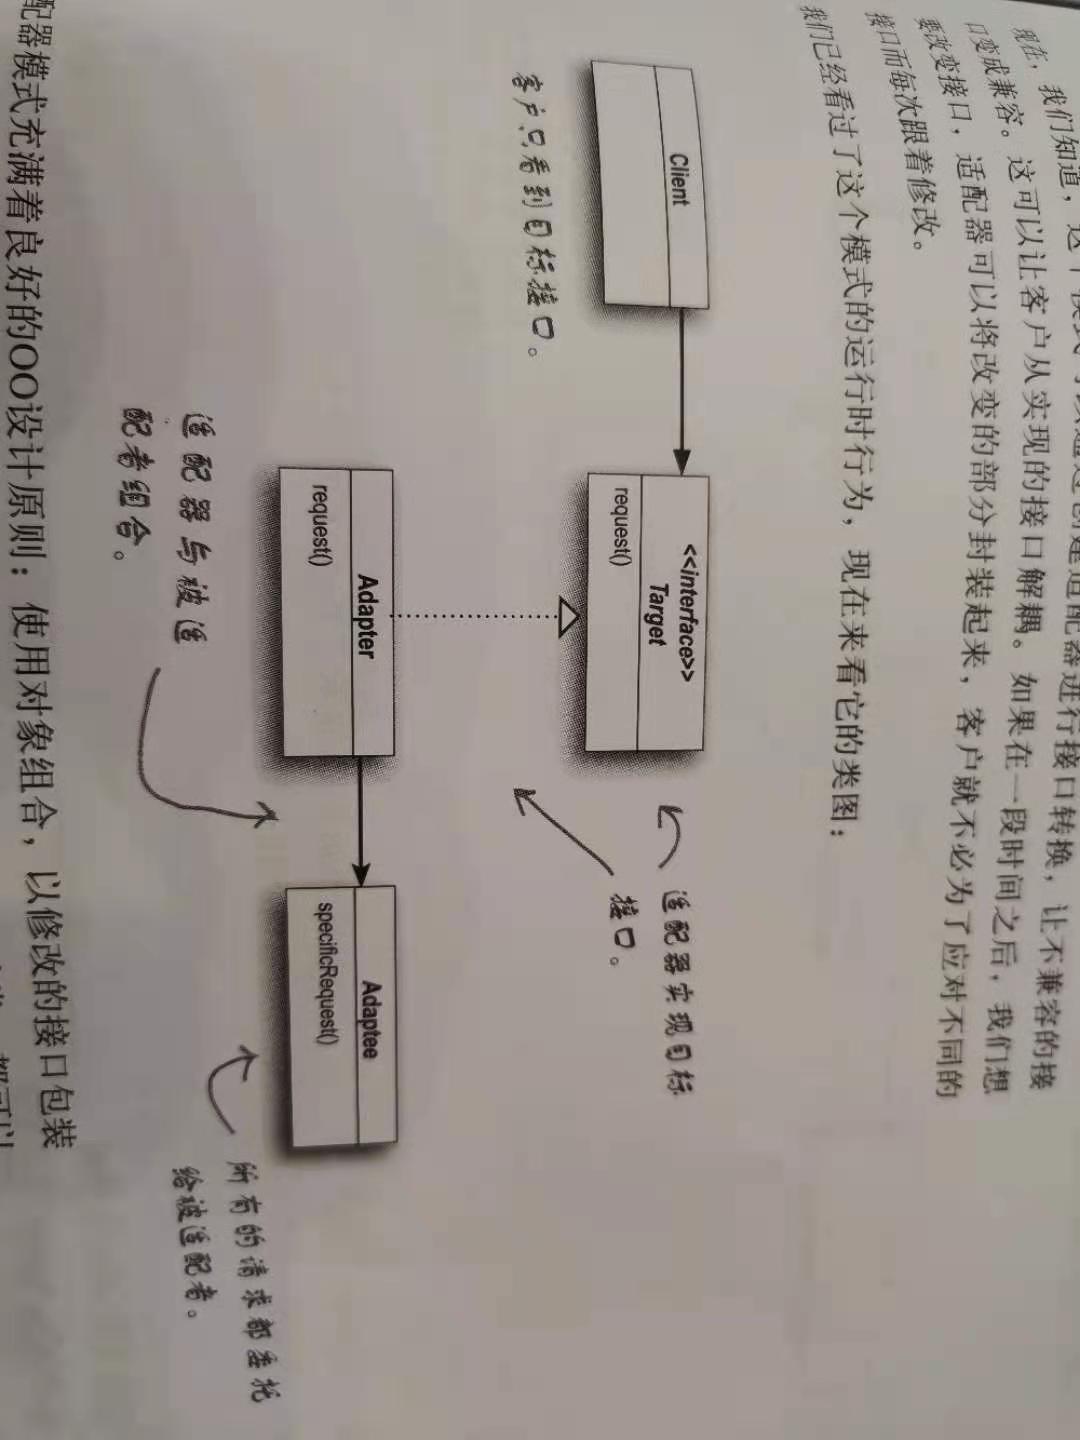 现在，我们知道，这个模式可以通过创建适配器进行接口转换，让不兼容的接
口变成兼容。这可以让客户从实现的接口解耦。如果在一段时间之后，我们想
要改变接口，适配器可以将改变的部分封装起来，客户就不必为了应对不同的
接口而每次跟着修改。
我们已经看过了这个模式的运行时行为，现在来看它的类图：
Client
<<interface>>
Target
request()
客户只看到目标接口。
适配器实现目标
接口。
Adapter
request()
Adaptee
specificRequest()
适配器与被适
配者组合。
所有的请求都委托
给被适配者。
配器模式充满着良好的OO设计原则：使用对象组合，以修改的接口包装
都可以